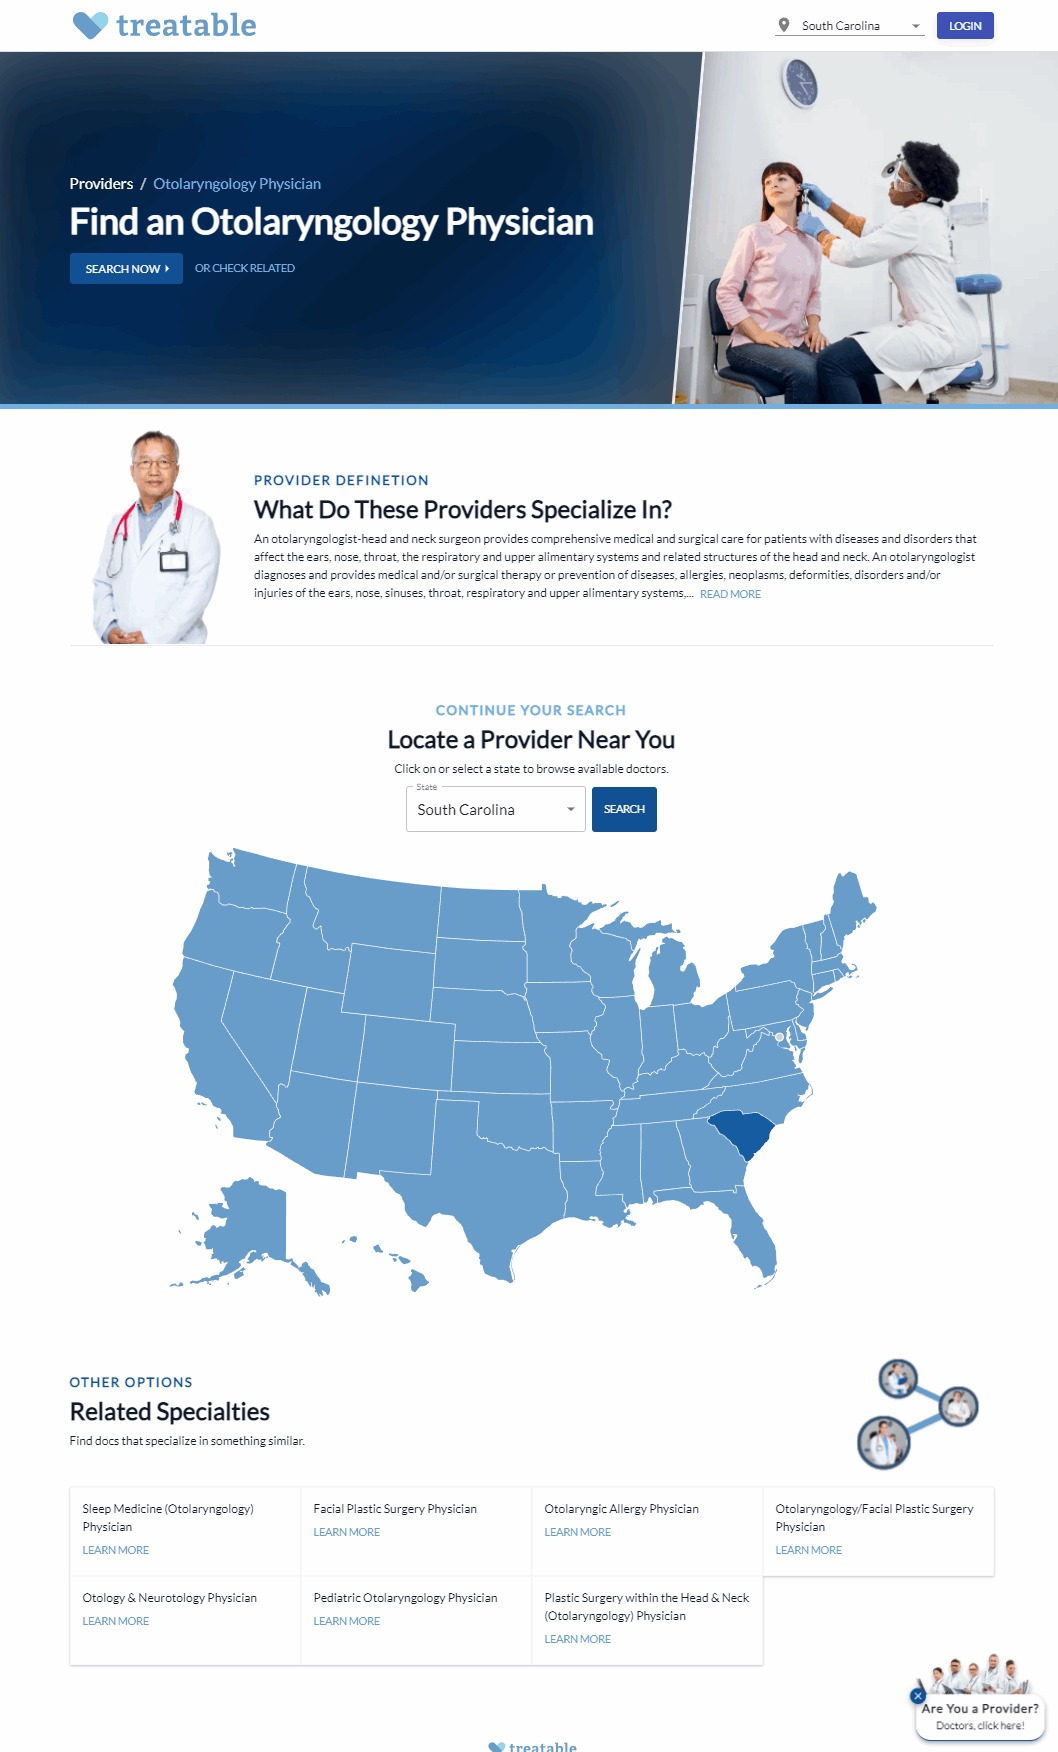 treatable
South Carolina
LOGIN
Providers / Otolaryngology Physician
Find an Otolaryngology Physician
SEARCH NOW
OR CHECK RELATED
PROVIDER DEFINETION
What Do These Providers Specialize In?
An otolaryngologist-head and neck surgeon provides comprehensive medical and surgical care for patients with diseases and disorders that
affect the ears, nose, throat, the respiratory and upper alimentary systems and related structures of the head and neck. An otolaryngologist
diagnoses and provides medical and/or surgical therapy or prevention of diseases, allergies, neoplasms, deformities, disorders and/or
injuries of the ears, nose, sinuses, throat, respiratory and upper alimentary systems,... READ MORE
CONTINUE YOUR SEARCH
Locate a Provider Near You
Click on or select a state to browse available doctors.
State
South Carolina
SEARCH
OTHER OPTIONS
Related Specialties
Find docs that specialize in something similar.
Sleep Medicine (Otolaryngology)
Physician
LEARN MORE
Facial Plastic Surgery Physician
LEARN MORE
Otolaryngic Allergy Physician
LEARN MORE
Otolaryngology/Facial Plastic Surgery
Physician
LEARN MORE
Otology & Neurotology Physician
LEARN MORE
Pediatric Otolaryngology Physician
LEARN MORE
Plastic Surgery within the Head & Neck
(Otolaryngology) Physician
LEARN MORE
Are You a Provider?
Doctors, click here!
treatable